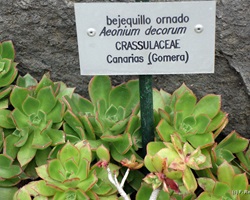 bejequillo ornado
Aeonium decorum
CRASSULACEAE
Canarias (Gomera)